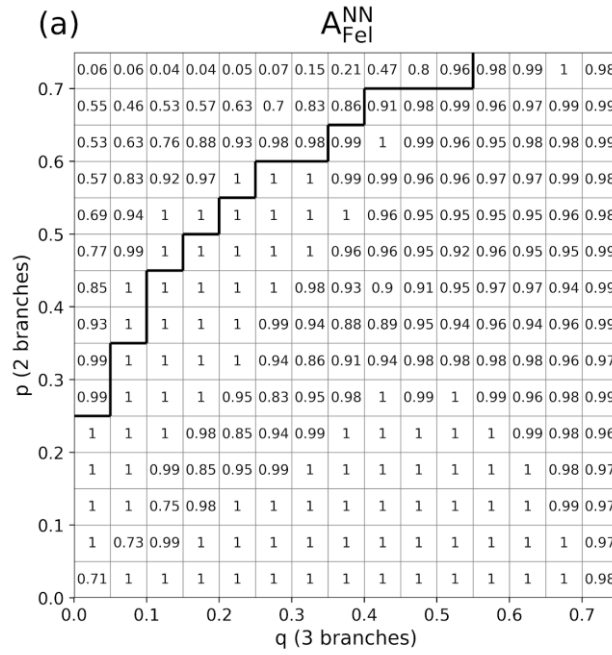 (a)
A_Fel^NN
0.7 0.06 0.06 0.04 0.04 0.05 0.07 0.15 0.21 0.47 0.8 0.96 0.98 0.99 1 0.98
0.55 0.46 0.53 0.57 0.63 0.7 0.83 0.86 0.91 0.98 0.99 0.96 0.97 0.99 0.99
0.6 0.53 0.63 0.76 0.88 0.93 0.98 0.98 0.99 1 0.99 0.96 0.95 0.98 0.98 0.99
0.57 0.83 0.92 0.97 1 1 1 0.99 0.99 0.96 0.96 0.97 0.97 0.99 0.98
0.5 0.69 0.94 1 1 1 1 1 1 0.96 0.95 0.95 0.95 0.95 0.96 0.98
0.77 0.99 1 1 1 1 1 0.96 0.96 0.95 0.92 0.96 0.95 0.95 0.99
0.4 0.85 1 1 1 1 1 0.98 0.93 0.9 0.91 0.95 0.97 0.97 0.94 0.99
0.93 1 1 1 1 0.99 0.94 0.88 0.89 0.95 0.94 0.96 0.94 0.96 0.99
0.3 0.99 1 1 1 1 0.94 0.86 0.91 0.94 0.98 0.98 0.98 0.98 0.96 0.97
0.99 1 1 1 0.95 0.83 0.95 0.98 1 0.99 1 0.99 0.96 0.98 0.99
0.2 1 1 1 0.98 0.85 0.94 0.99 1 1 1 1 1 0.99 0.98 0.96
1 1 0.99 0.85 0.95 0.99 1 1 1 1 1 1 1 0.98 0.97
0.1 1 1 0.75 0.98 1 1 1 1 1 1 1 1 1 0.99 0.97
1 0.73 0.99 1 1 1 1 1 1 1 1 1 1 1 0.97
0.0 0.71 1 1 1 1 1 1 1 1 1 1 1 1 1 0.98
p (2 branches)
0.0 0.1 0.2 0.3 0.4 0.5 0.6 0.7
q (3 branches)